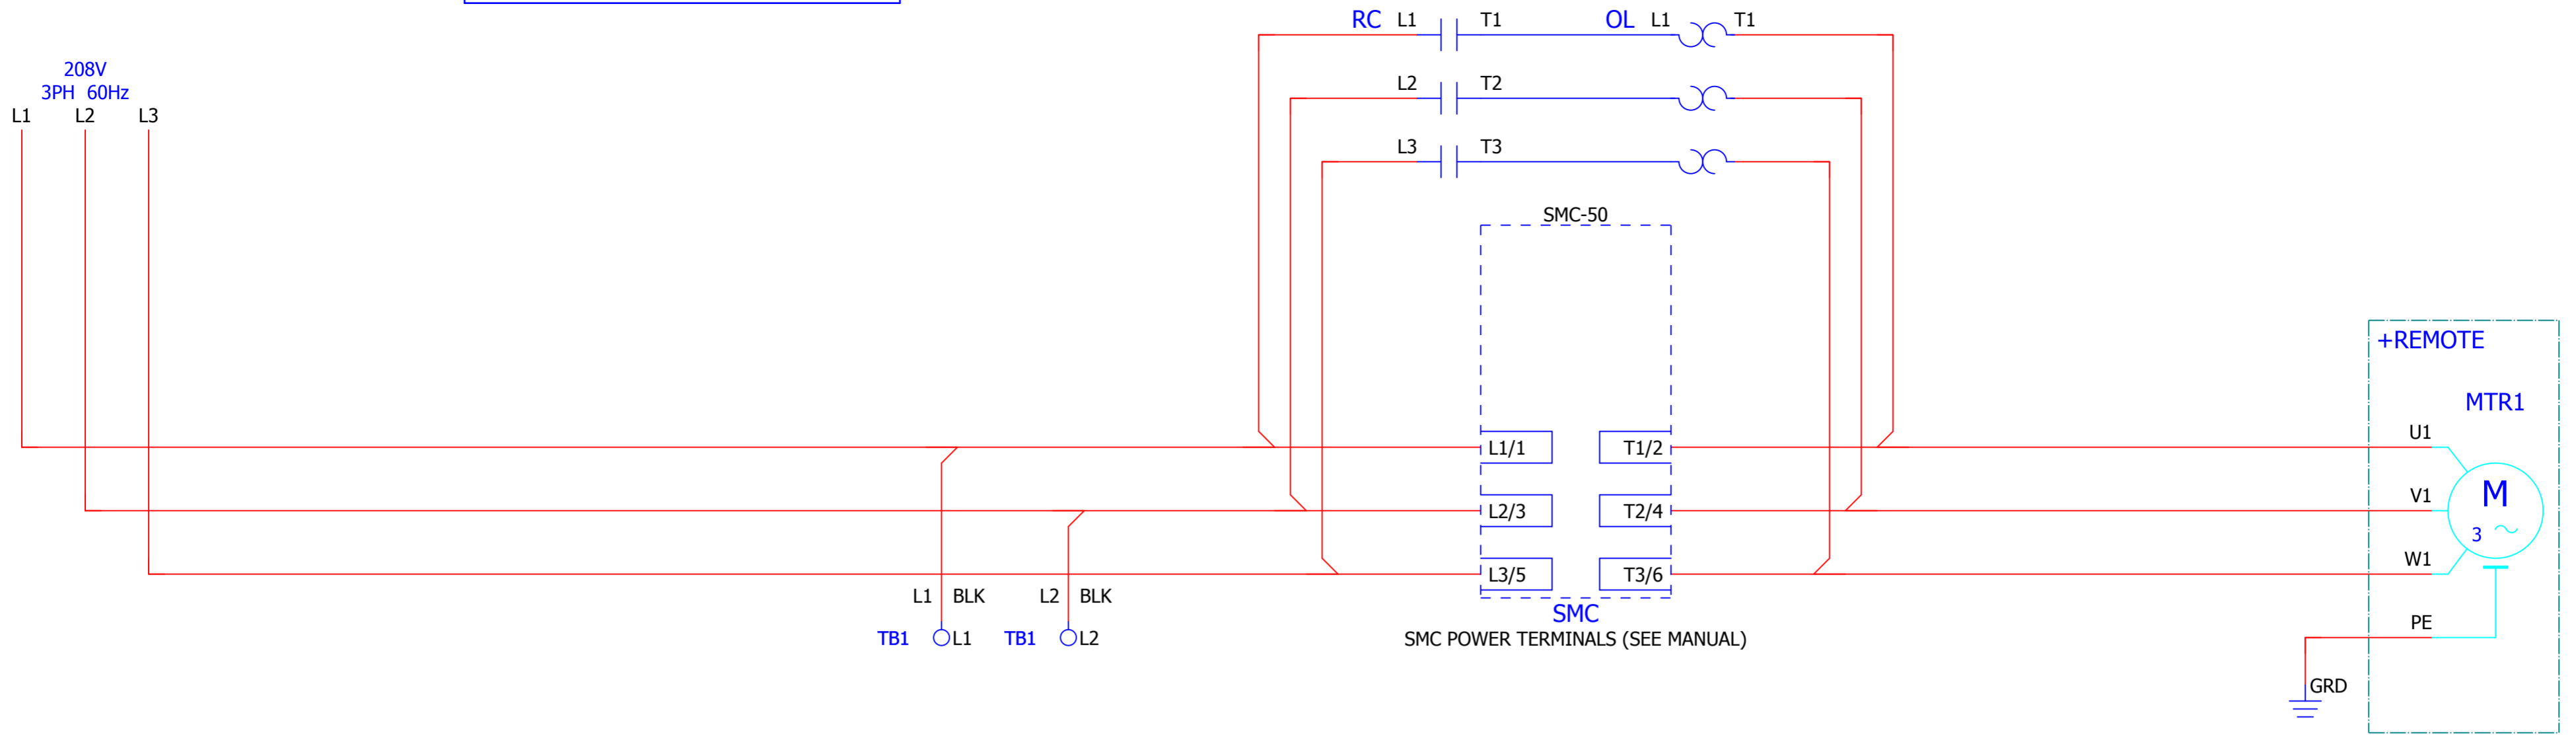 RC L1 T1 OL L1 T1
208V
3PH 60Hz
L1 L2 L3
L2 T2
L3 T3
SMC-50
+REMOTE
MTR1
L1/1 T1/2 U1
L2/3 T2/4 V1
M
3
L3/5 T3/6 W1
L1 BLK L2 BLK
SMC
TB1 L1 TB1 L2
SMC POWER TERMINALS (SEE MANUAL)
PE
GRD